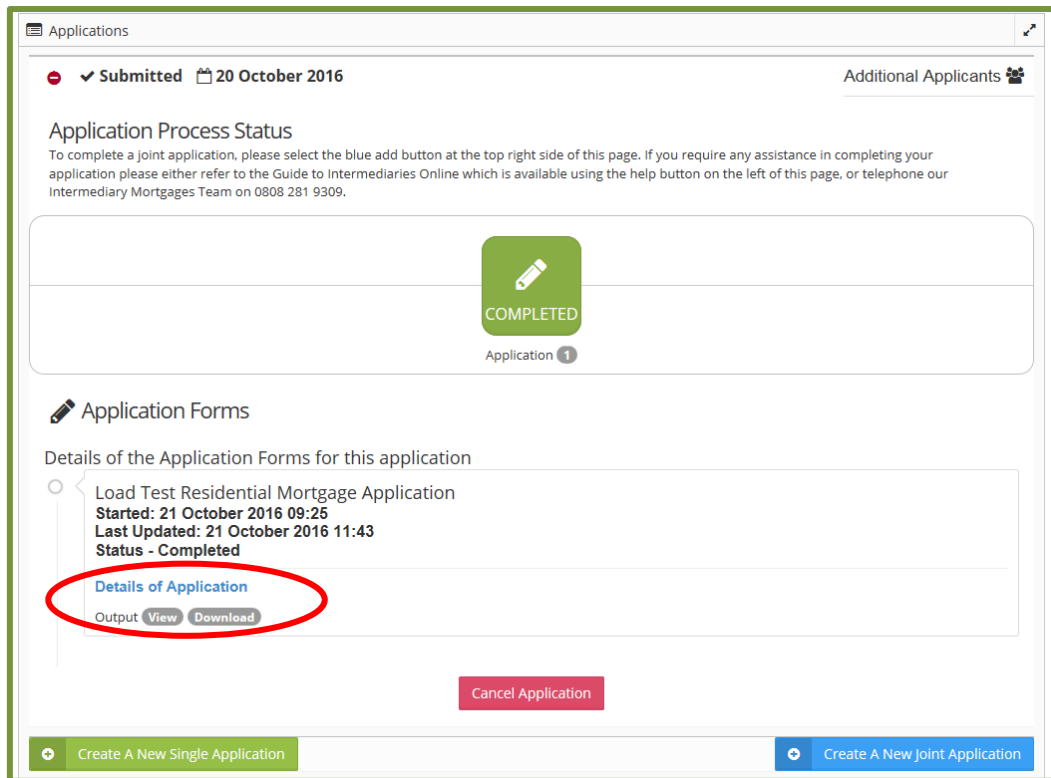 Applications
Submitted 20 October 2016
Additional Applicants
Application Process Status
To complete a joint application, please select the blue add button at the top right side of this page. If you require any assistance in completing your
application please either refer to the Guide to Intermediaries Online which is available using the help button on the left of this page, or telephone our
Intermediary Mortgages Team on 0808 281 9309.
COMPLETED
Application 1
Application Forms
Details of the Application Forms for this application
Load Test Residential Mortgage Application
Started: 21 October 2016 09:25
Last Updated: 21 October 2016 11:43
Status - Completed
Details of Application
Output View Download
Cancel Application
Create A New Single Application
Create A New Joint Application